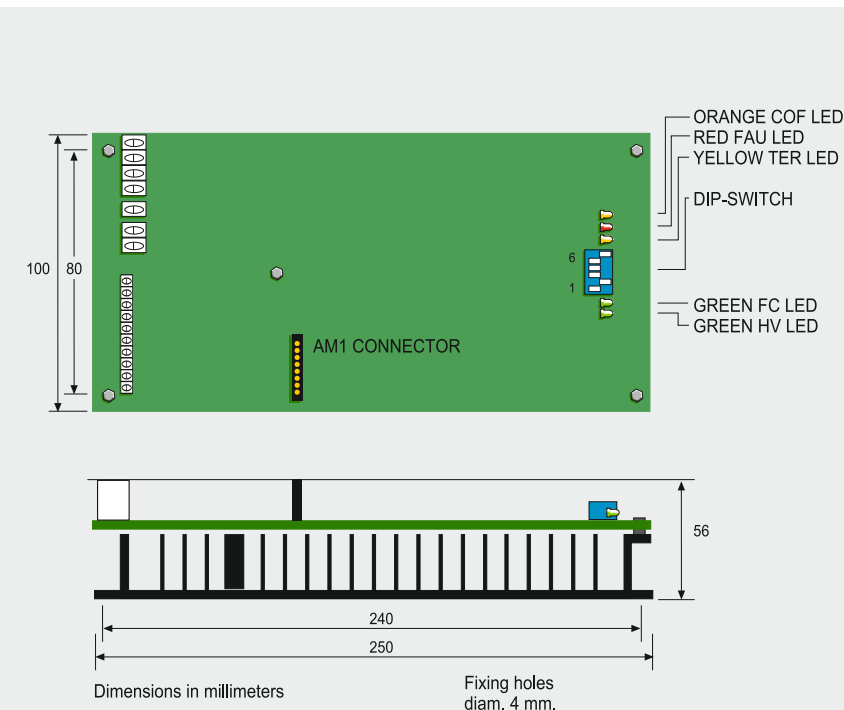 ORANGE COF LED
RED FAU LED
YELLOW TER LED
DIP-SWITCH
6
100
80
1
GREEN FC LED
GREEN HV LED
AM1 CONNECTOR
56
240
250
Dimensions in millimeters
Fixing holes
diam. 4 mm.